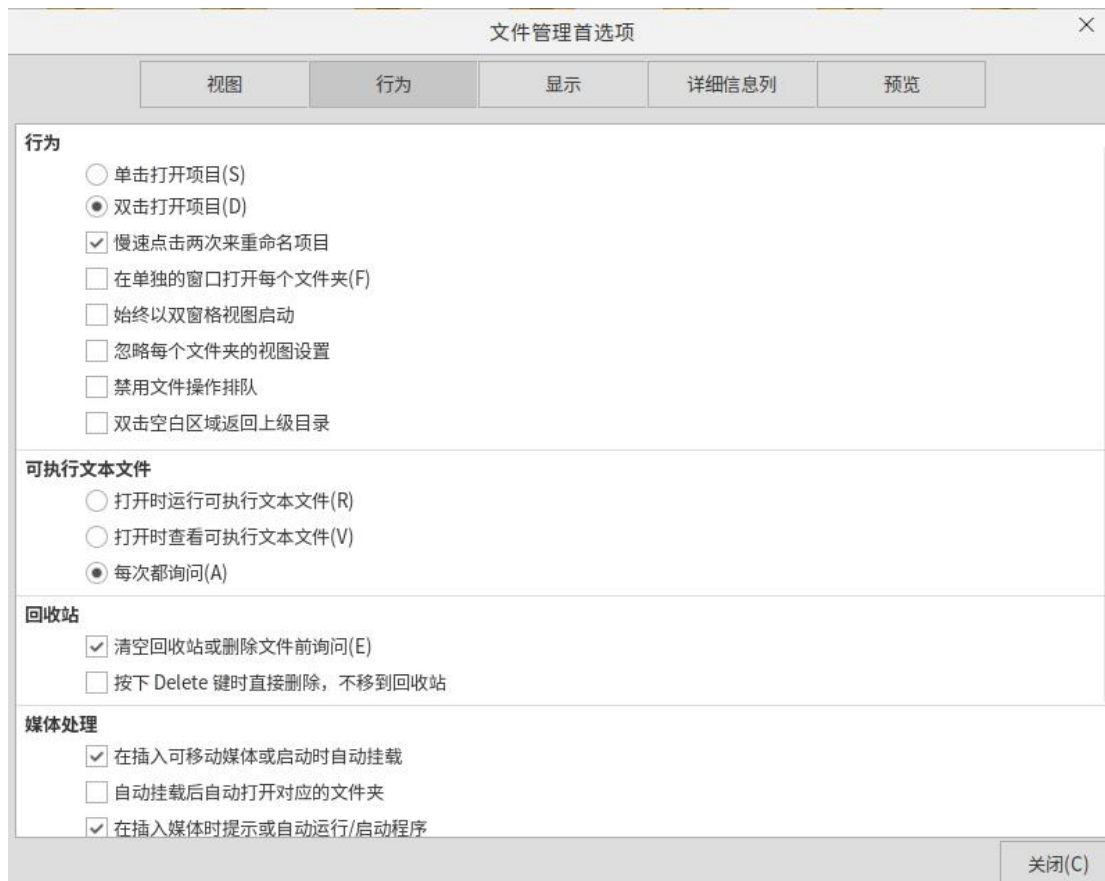 文件管理首选项
视图 行为 显示 详细信息列 预览
行为
单击打开项目(S)
双击打开项目(D)
慢速点击两次来重命名项目
在单独的窗口打开每个文件夹(F)
始终以双窗格视图启动
忽略每个文件夹的视图设置
禁用文件操作排队
双击空白区域返回上级目录
可执行文本文件
打开时运行可执行文本文件(R)
打开时查看可执行文本文件(V)
每次都询问(A)
回收站
清空回收站或删除文件前询问(E)
按下 Delete 键时直接删除，不移到回收站
媒体处理
在插入可移动媒体或启动时自动挂载
自动挂载后自动打开对应的文件夹
在插入媒体时提示或自动运行/启动程序
关闭(C)